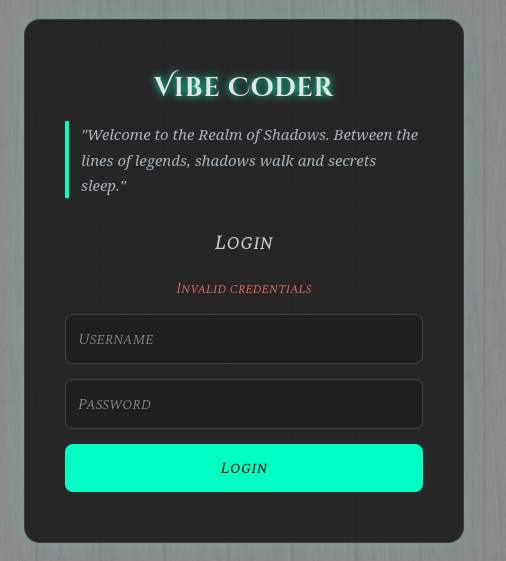 Vibe Coder
"Welcome to the Realm of Shadows. Between the
lines of legends, shadows walk and secrets
sleep."
Login
Invalid credentials
Username
Password
Login